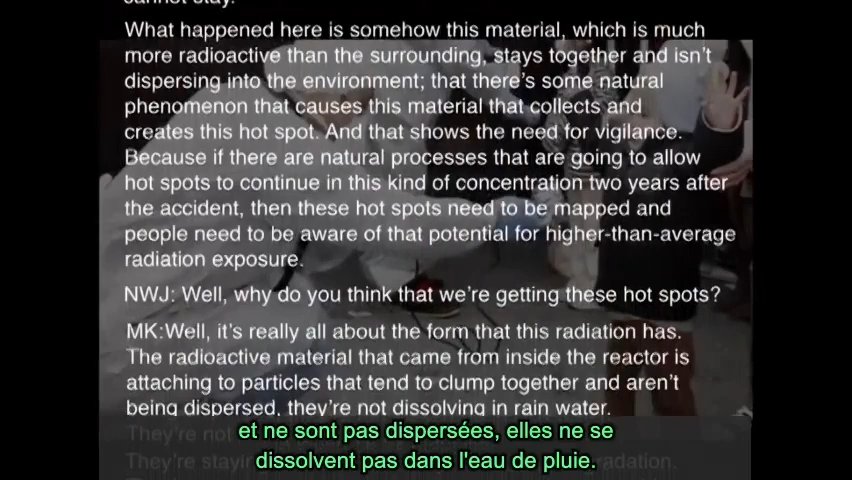 cannot stay.
What happened here is somehow this material, which is much
more radioactive than the surrounding, stays together and isn't
dispersing into the environment; that there's some natural
phenomenon that causes this material that collects and
creates this hot spot. And that shows the need for vigilance.
Because if there are natural processes that are going to allow
hot spots to continue in this kind of concentration two years after
the accident, then these hot spots need to be mapped and
people need to be aware of that potential for higher-than-average
radiation exposure.
NWJ: Well, why do you think that we're getting these hot spots?
MK:Well, it's really all about the form that this radiation has.
The radioactive material that came from inside the reactor is
attaching to particles that tend to clump together and aren't
being dispersed, they're not dissolving in rain water.
They're not
et ne sont pas dispersées, elles ne se
They're
dissolvent pas dans l'eau de pluie.